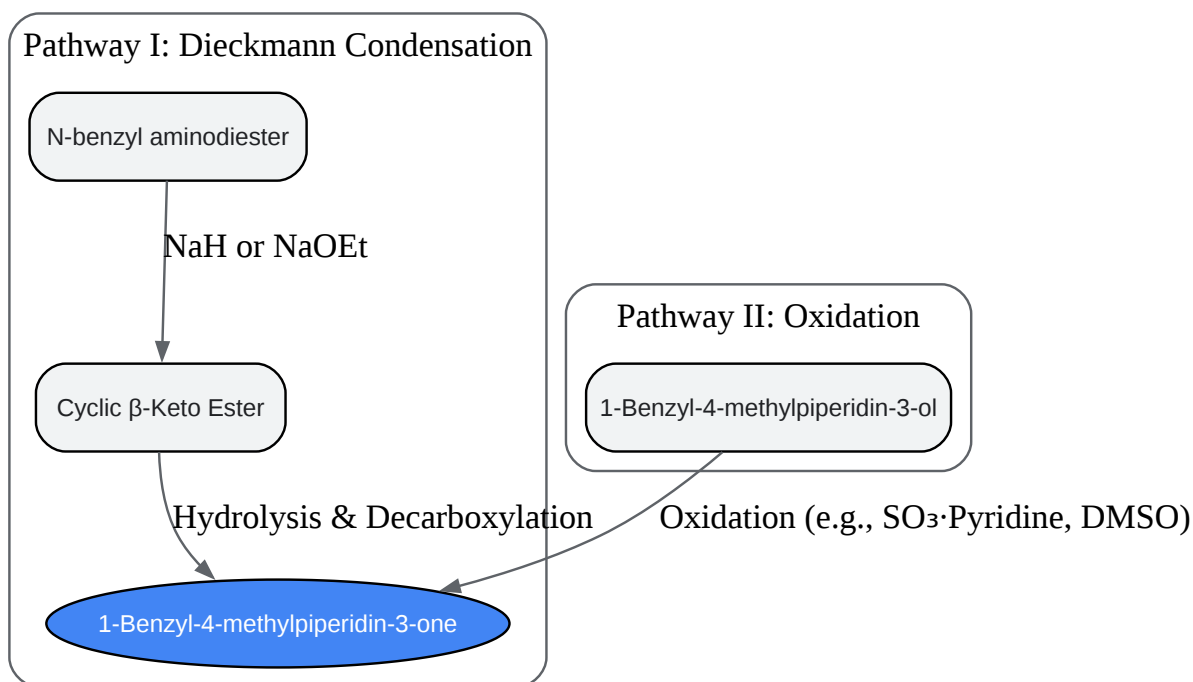 Pathway I: Dieckmann Condensation
N-benzyl aminodiester
NaH or NaOEt
Pathway II: Oxidation
Cyclic β-Keto Ester
1-Benzyl-4-methylpiperidin-3-ol
Hydrolysis & Decarboxylation
Oxidation (e.g., SO₃·Pyridine, DMSO)
1-Benzyl-4-methylpiperidin-3-one